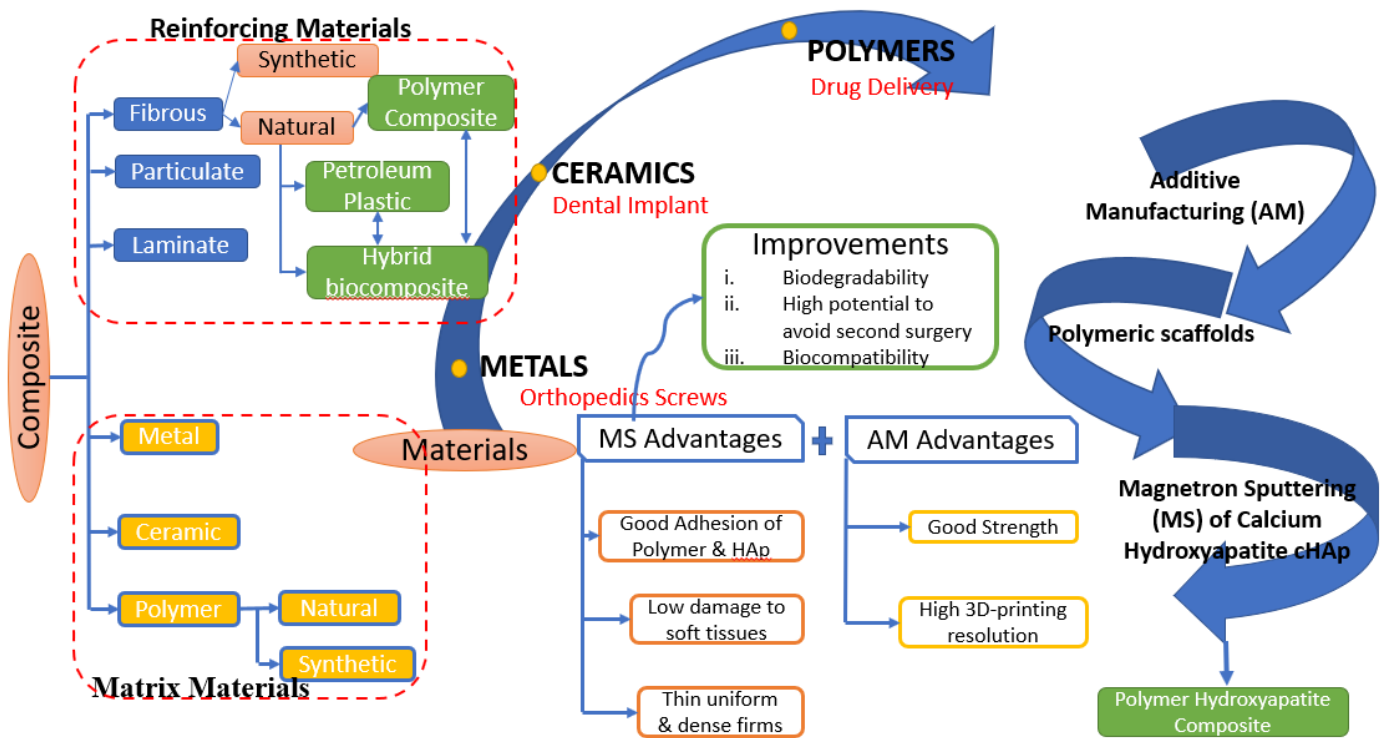 Reinforcing Materials
Synthetic
Fibrous
Natural
Polymer
Composite
Particulate
Petroleum
Plastic
Laminate
Hybrid
biocomposite
Composite
Metal
Ceramic
Polymer
Natural
Synthetic
Matrix Materials
POLYMERS
Drug Delivery
CERAMICS
Dental Implant
METALS
Orthopedics Screws
Materials
Improvements
i. Biodegradability
ii. High potential to
avoid second surgery
iii. Biocompatibility
MS Advantages
+
AM Advantages
Good Adhesion of
Polymer & HAp
Low damage to
soft tissues
Thin uniform
& dense firms
Good Strength
High 3D-printing
resolution
Additive
Manufacturing (AM)
Polymeric scaffolds
Magnetron Sputtering
(MS) of Calcium
Hydroxyapatite cHAp
Polymer Hydroxyapatite
Composite